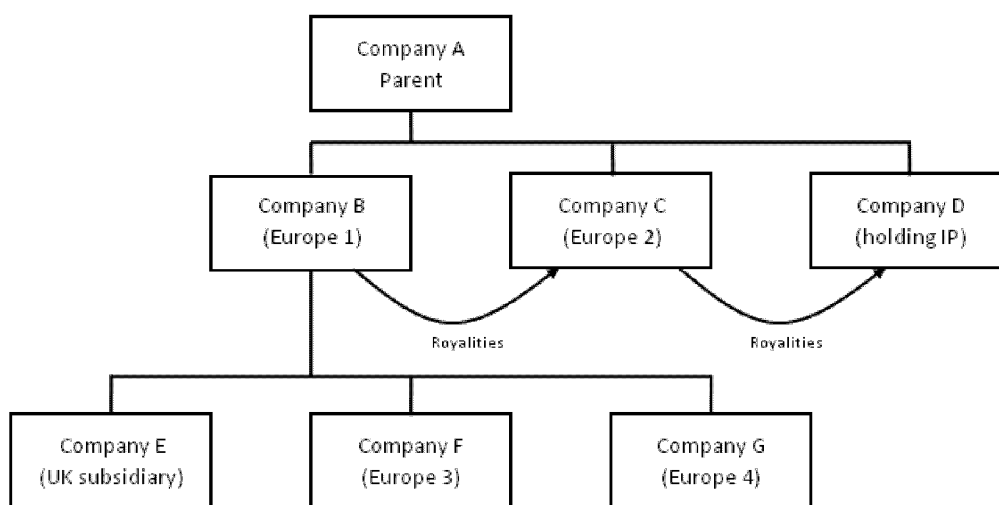 Company A
Parent
Company B
(Europe 1)
Company C
(Europe 2)
Company D
(holding IP)
Royalities
Royalities
Company E
(UK subsidiary)
Company F
(Europe 3)
Company G
(Europe 4)